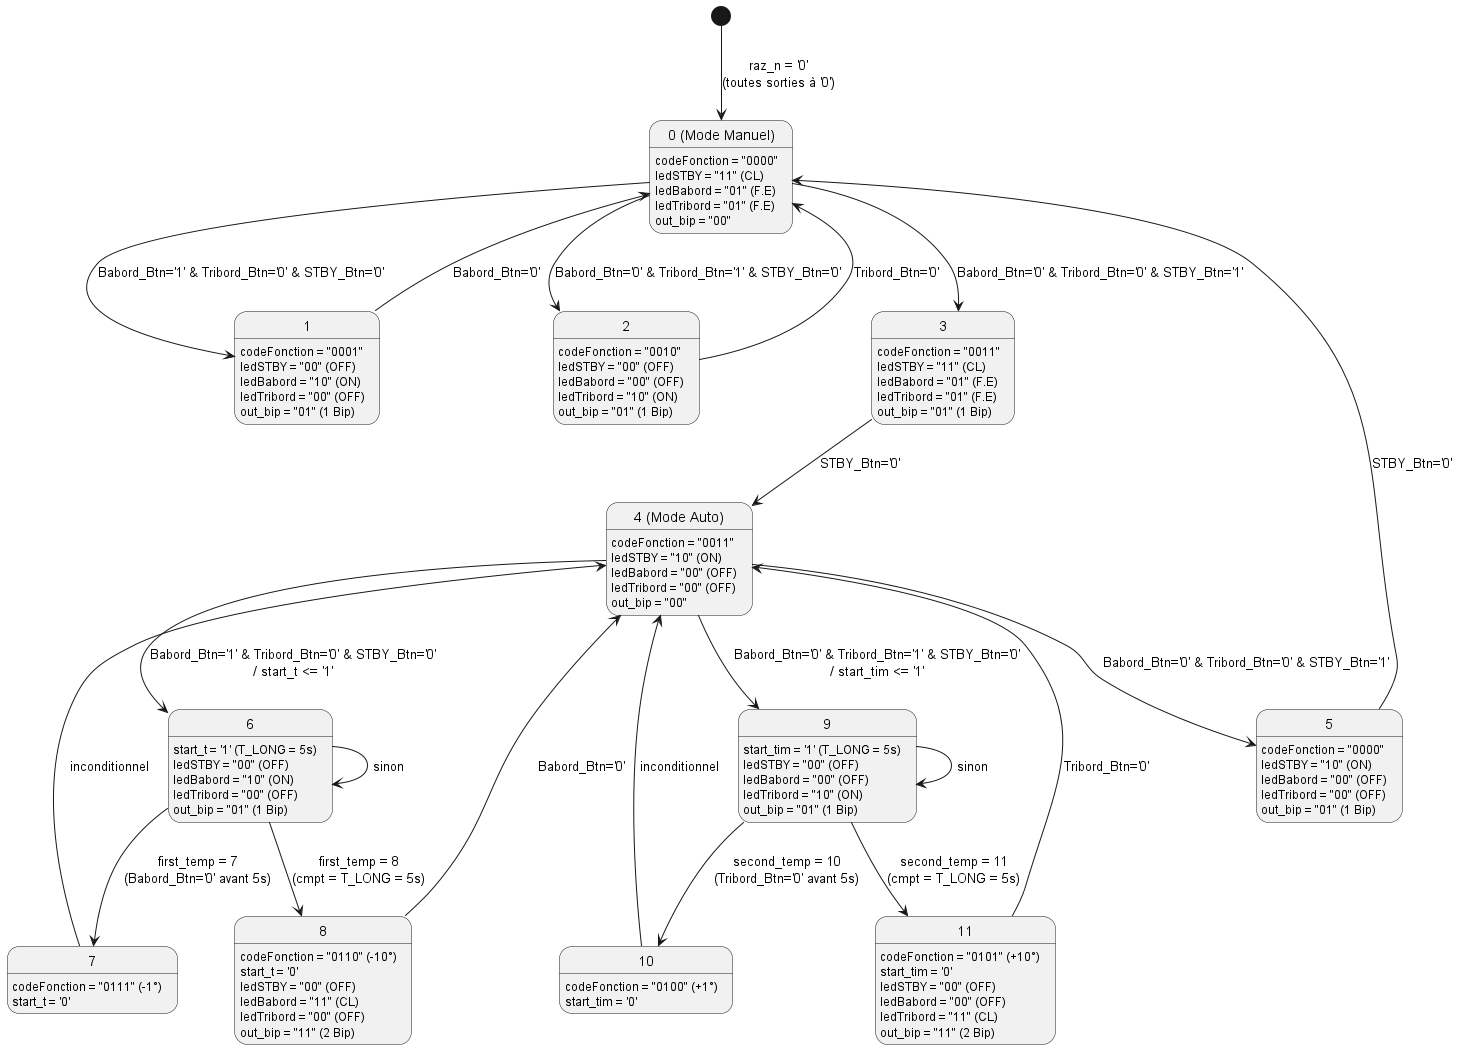 raz_n = '0'
(toutes sorties à '0')
0 (Mode Manuel)
codeFonction = "0000"
ledSTBY = "11" (CL)
ledBabord = "01" (F.E)
ledTribord = "01" (F.E)
out_bip = "00"
Babord_Btn='1' & Tribord_Btn='0' & STBY_Btn='0'
Babord_Btn='0'
Babord_Btn='0' & Tribord_Btn='1' & STBY_Btn='0'
Tribord_Btn='0'
Babord_Btn='0' & Tribord_Btn='0' & STBY_Btn='1'
1
codeFonction = "0001"
ledSTBY = "00" (OFF)
ledBabord = "10" (ON)
ledTribord = "00" (OFF)
out_bip = "01" (1 Bip)
2
codeFonction = "0010"
ledSTBY = "00" (OFF)
ledBabord = "00" (OFF)
ledTribord = "10" (ON)
out_bip = "01" (1 Bip)
3
codeFonction = "0011"
ledSTBY = "11" (CL)
ledBabord = "01" (F.E)
ledTribord = "01" (F.E)
out_bip = "01" (1 Bip)
STBY_Btn='0'
STBY_Btn='0'
4 (Mode Auto)
codeFonction = "0011"
ledSTBY = "10" (ON)
ledBabord = "00" (OFF)
ledTribord = "00" (OFF)
out_bip = "00"
Babord_Btn='1' & Tribord_Btn='0' & STBY_Btn='0'
/ start_t <= '1'
Babord_Btn='0' & Tribord_Btn='1' & STBY_Btn='0'
/ start_tim <= '1'
Babord_Btn='0' & Tribord_Btn='0' & STBY_Btn='1'
6
start_t = '1' (T_LONG = 5s)
ledSTBY = "00" (OFF)
ledBabord = "10" (ON)
ledTribord = "00" (OFF)
out_bip = "01" (1 Bip)
9
start_tim = '1' (T_LONG = 5s)
ledSTBY = "00" (OFF)
ledBabord = "00" (OFF)
ledTribord = "10" (ON)
out_bip = "01" (1 Bip)
5
codeFonction = "0000"
ledSTBY = "10" (ON)
ledBabord = "00" (OFF)
ledTribord = "00" (OFF)
out_bip = "01" (1 Bip)
inconditionnel
sinon
Babord_Btn='0'
inconditionnel
sinon
Tribord_Btn='0'
first_temp = 7
(Babord_Btn='0' avant 5s)
first_temp = 8
(cmpt = T_LONG = 5s)
second_temp = 10
(Tribord_Btn='0' avant 5s)
second_temp = 11
(cmpt = T_LONG = 5s)
7
codeFonction = "0111" (-1°)
start_t = '0'
8
codeFonction = "0110" (-10°)
start_t = '0'
ledSTBY = "00" (OFF)
ledBabord = "11" (CL)
ledTribord = "00" (OFF)
out_bip = "11" (2 Bip)
10
codeFonction = "0100" (+1°)
start_tim = '0'
11
codeFonction = "0101" (+10°)
start_tim = '0'
ledSTBY = "00" (OFF)
ledBabord = "00" (OFF)
ledTribord = "11" (CL)
out_bip = "11" (2 Bip)